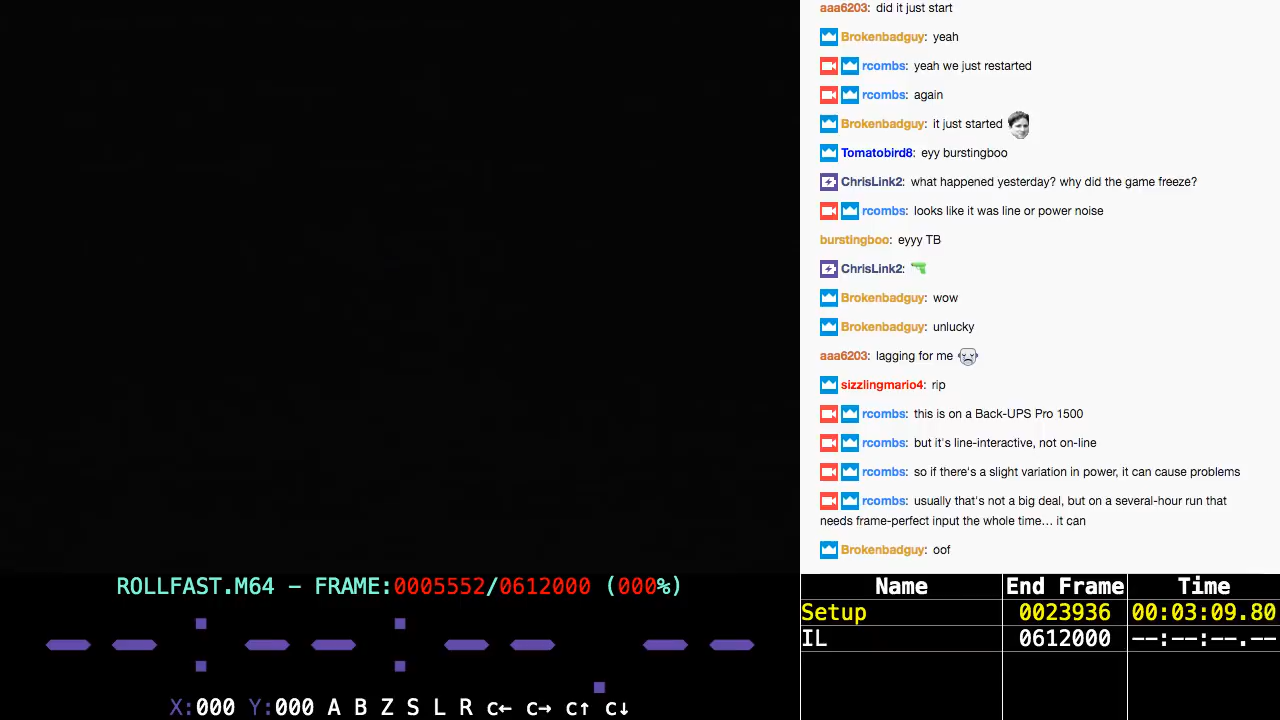 aaa6203: did it just start
Brokenbadguy: yeah
rcombs: yeah we just restarted
rcombs: again
Brokenbadguy: it just started
Tomatobird8: eyy burstingboo
ChrisLink2: what happened yesterday? why did the game freeze?
rcombs: looks like it was line or power noise
burstingboo: eyyy TB
ChrisLink2:
Brokenbadguy: wow
Brokenbadguy: unlucky
aaa6203: lagging for me
sizzlingmario4: rip
rcombs: this is on a Back-UPS Pro 1500
rcombs: but it's line-interactive, not on-line
rcombs: so if there's a slight variation in power, it can cause problems
rcombs: usually that's not a big deal, but on a several-hour run that
needs frame-perfect input the whole time… it can
Brokenbadguy: oof
ROLLFAST.M64 – FRAME:0005552/0612000 (000%)
-- : -- : -- . --
X:000 Y:000 A B Z S L R c← c→ c↑ c↓
Name End Frame Time
Setup 0023936 00:03:09.80
IL 0612000 --:--:--.--